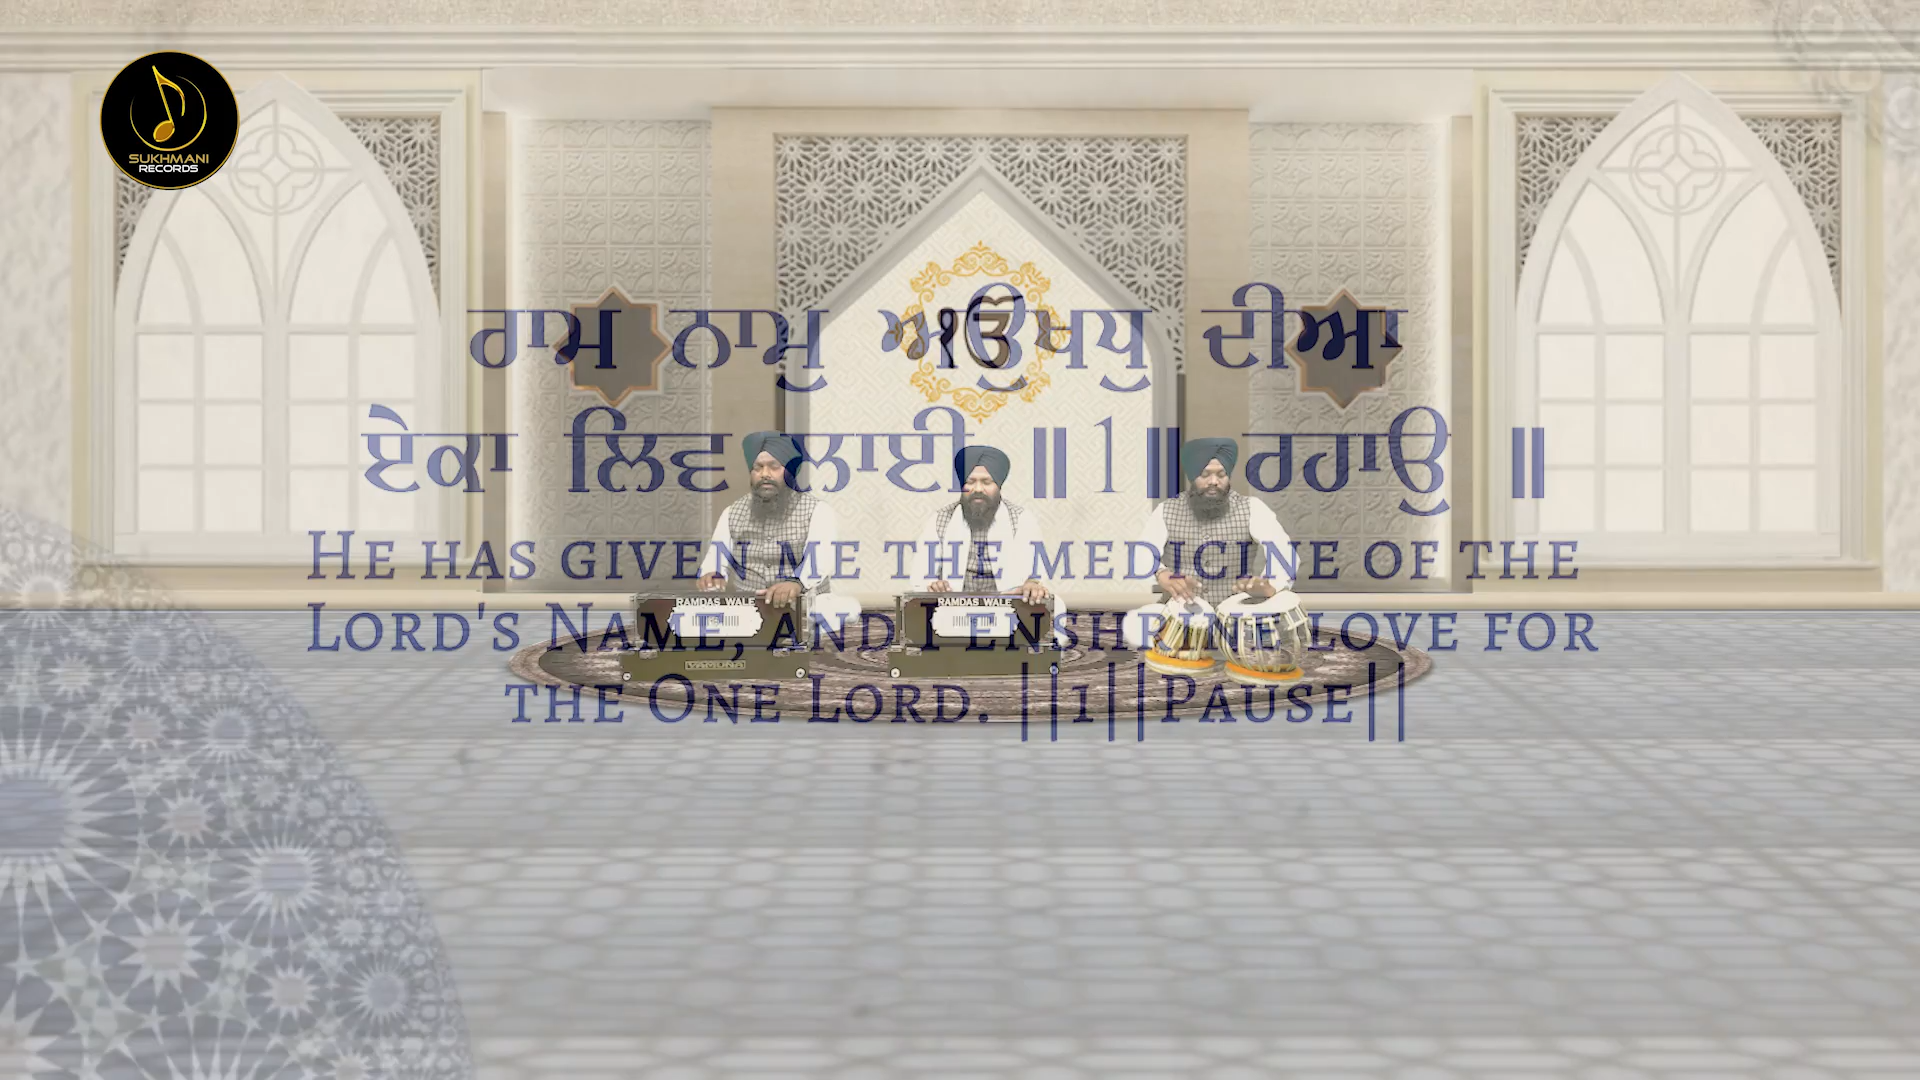 SUKHMANI
RECORDS
ੴ
ਰਾਮ ਨਾਮੁ ਅਉਖਧੁ ਦੀਆ
ਏਕਾ ਲਿਵ ਲਾਈ ॥1॥ ਰਹਾਉ ॥
He has given me the medicine of the
Lord's Name, and I enshrine love for
the One Lord. ||1||Pause||
RAMDAS WALE
RAMDAS WALE
YAMUNA